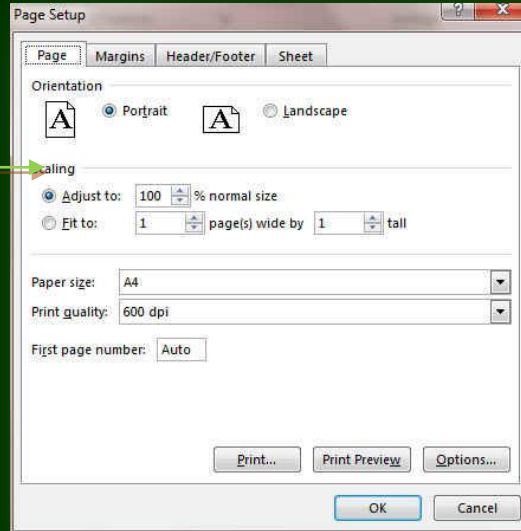 Page Setup
Page Margins Header/Footer Sheet
Orientation
A Portrait A Landscape
Scaling
Adjust to: 100 % normal size
Fit to: 1 page(s) wide by 1 tall
Paper size: A4
Print quality: 600 dpi
First page number: Auto
Print... Print Preview Options...
OK Cancel